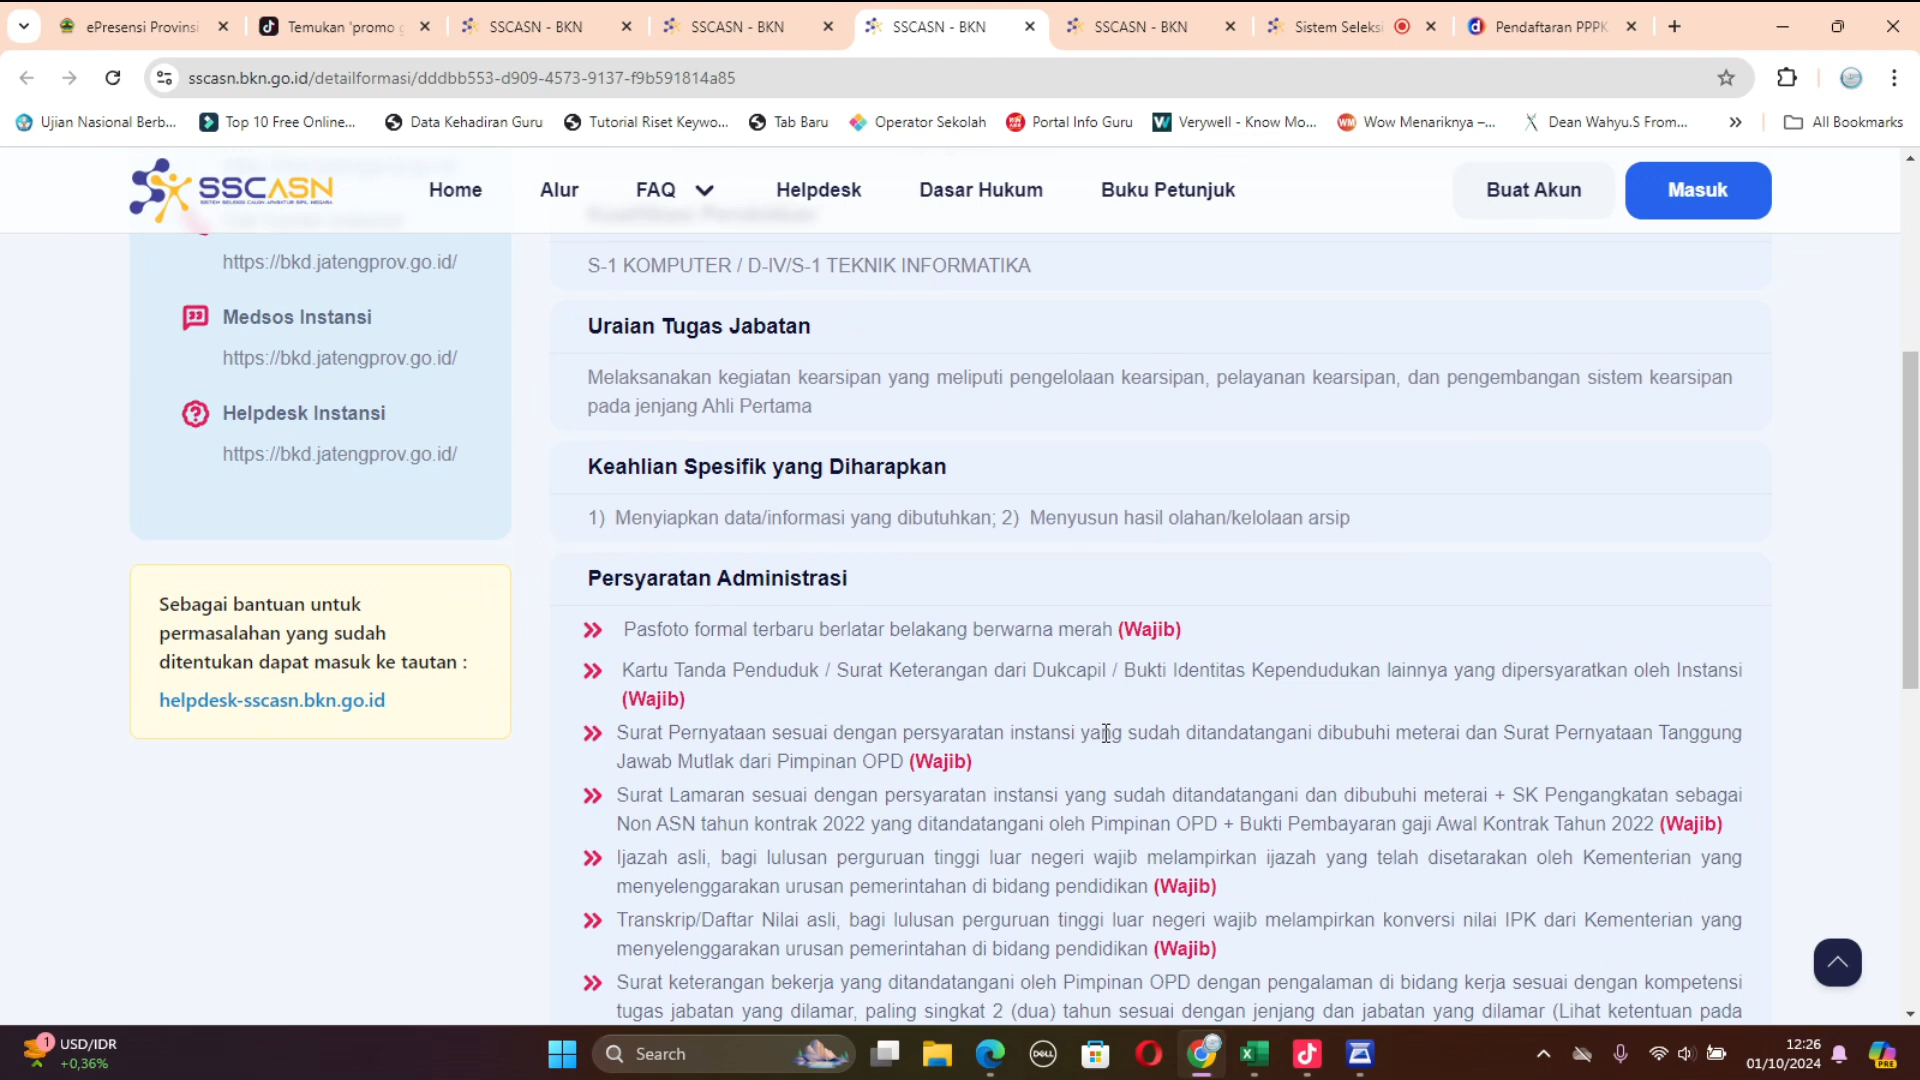 ePresensi Provinsi
Temukan 'promo g
SSCASN - BKN
SSCASN - BKN
SSCASN - BKN
SSCASN - BKN
Sistem Seleksi
Pendaftaran PPPK
sscasn.bkn.go.id/detailformasi/dddbb553-d909-4573-9137-f9b591814a85
Ujian Nasional Berb...
Top 10 Free Online...
Data Kehadiran Guru
Tutorial Riset Keywo...
Tab Baru
Operator Sekolah
Portal Info Guru
Verywell - Know Mo...
Wow Menariknya –...
Dean Wahyu.S From...
All Bookmarks
SSCASN
SISTEM SELEKSI CALON APARATUR SIPIL NEGARA
Home
Alur
FAQ
Helpdesk
Dasar Hukum
Buku Petunjuk
Buat Akun
Masuk
https://bkd.jatengprov.go.id/
Medsos Instansi
https://bkd.jatengprov.go.id/
Helpdesk Instansi
https://bkd.jatengprov.go.id/
Sebagai bantuan untuk
permasalahan yang sudah
ditentukan dapat masuk ke tautan :
helpdesk-sscasn.bkn.go.id
Kualifikasi Pendidikan
S-1 KOMPUTER / D-IV/S-1 TEKNIK INFORMATIKA
Uraian Tugas Jabatan
Melaksanakan kegiatan kearsipan yang meliputi pengelolaan kearsipan, pelayanan kearsipan, dan pengembangan sistem kearsipan
pada jenjang Ahli Pertama
Keahlian Spesifik yang Diharapkan
1) Menyiapkan data/informasi yang dibutuhkan; 2) Menyusun hasil olahan/kelolaan arsip
Persyaratan Administrasi
Pasfoto formal terbaru berlatar belakang berwarna merah (Wajib)
Kartu Tanda Penduduk / Surat Keterangan dari Dukcapil / Bukti Identitas Kependudukan lainnya yang dipersyaratkan oleh Instansi
(Wajib)
Surat Pernyataan sesuai dengan persyaratan instansi yang sudah ditandatangani dibubuhi meterai dan Surat Pernyataan Tanggung
Jawab Mutlak dari Pimpinan OPD (Wajib)
Surat Lamaran sesuai dengan persyaratan instansi yang sudah ditandatangani dan dibubuhi meterai + SK Pengangkatan sebagai
Non ASN tahun kontrak 2022 yang ditandatangani oleh Pimpinan OPD + Bukti Pembayaran gaji Awal Kontrak Tahun 2022 (Wajib)
Ijazah asli, bagi lulusan perguruan tinggi luar negeri wajib melampirkan ijazah yang telah disetarakan oleh Kementerian yang
menyelenggarakan urusan pemerintahan di bidang pendidikan (Wajib)
Transkrip/Daftar Nilai asli, bagi lulusan perguruan tinggi luar negeri wajib melampirkan konversi nilai IPK dari Kementerian yang
menyelenggarakan urusan pemerintahan di bidang pendidikan (Wajib)
Surat keterangan bekerja yang ditandatangani oleh Pimpinan OPD dengan pengalaman di bidang kerja sesuai dengan kompetensi
tugas jabatan yang dilamar, paling singkat 2 (dua) tahun sesuai dengan jenjang dan jabatan yang dilamar (Lihat ketentuan pada
1
USD/IDR
+0,36%
Search
DELL
12:26
01/10/2024
PRE